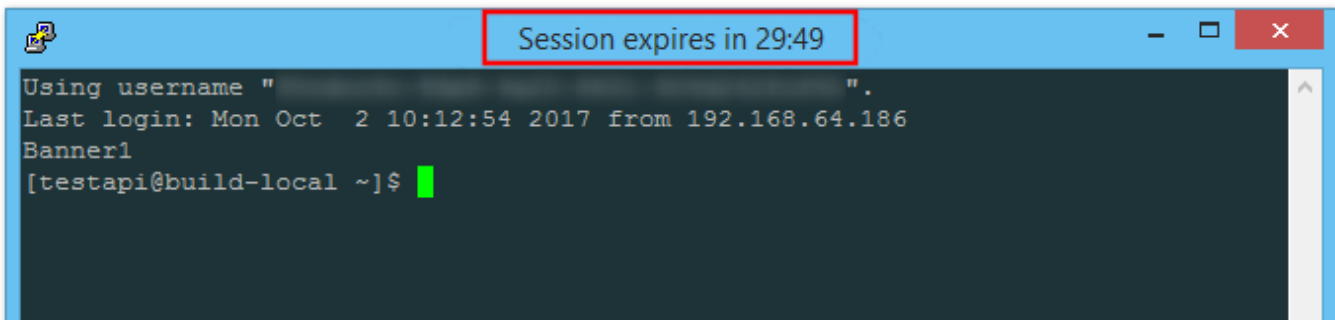 Session expires in 29:49
Using username "                ".
Last login: Mon Oct  2 10:12:54 2017 from 192.168.64.186
Banner1
[testapi@build-local ~]$